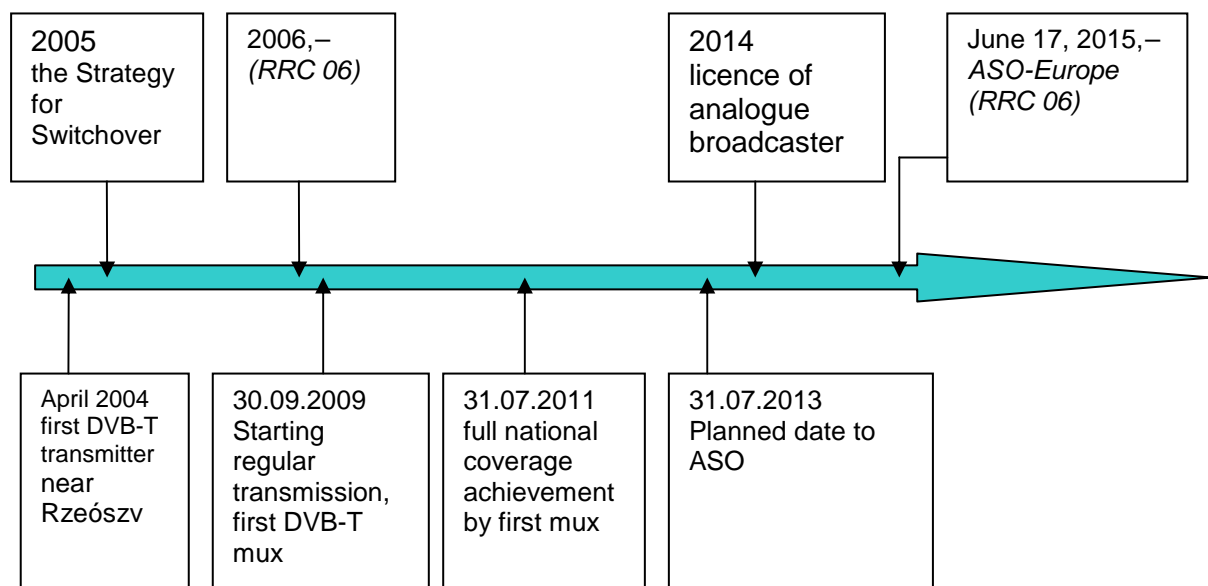 2005
the Strategy
for
Switchover
2006,–
(RRC 06)
2014
licence of
analogue
broadcaster
June 17, 2015,–
ASO-Europe
(RRC 06)
April 2004
first DVB-T
transmitter
near
Rzeószv
30.09.2009
Starting
regular
transmission,
first DVB-T
mux
31.07.2011
full national
coverage
achievement
by first mux
31.07.2013
Planned date to
ASO